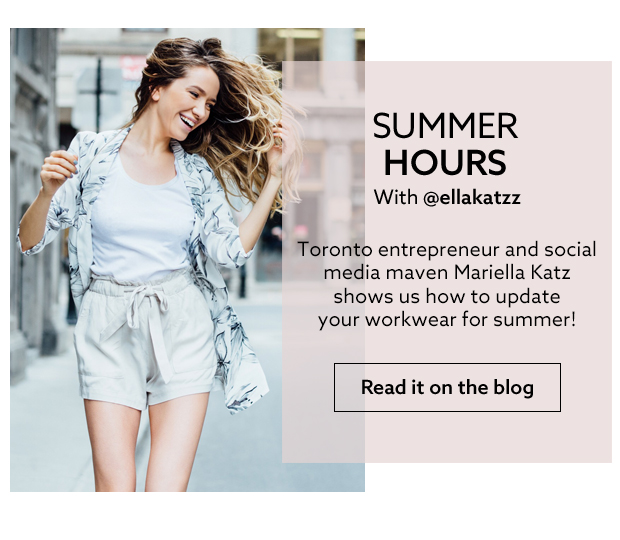 SUMMER
HOURS
With @ellakatzz
Toronto entrepreneur and social
media maven Mariella Katz
shows us how to update
your workwear for summer!
Read it on the blog